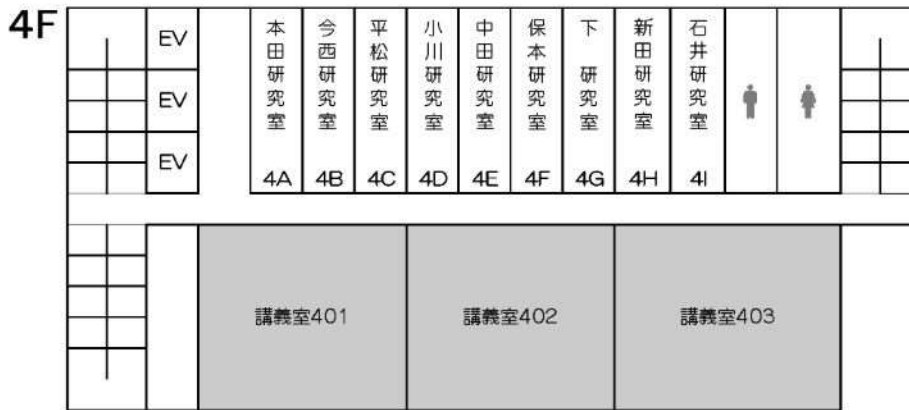 4F
EV
EV
EV
本田研究室
4A
今西研究室
4B
平松研究室
4C
小川研究室
4D
中田研究室
4E
保本研究室
4F
下 研究室
4G
新田研究室
4H
石井研究室
4I
講義室401
講義室402
講義室403